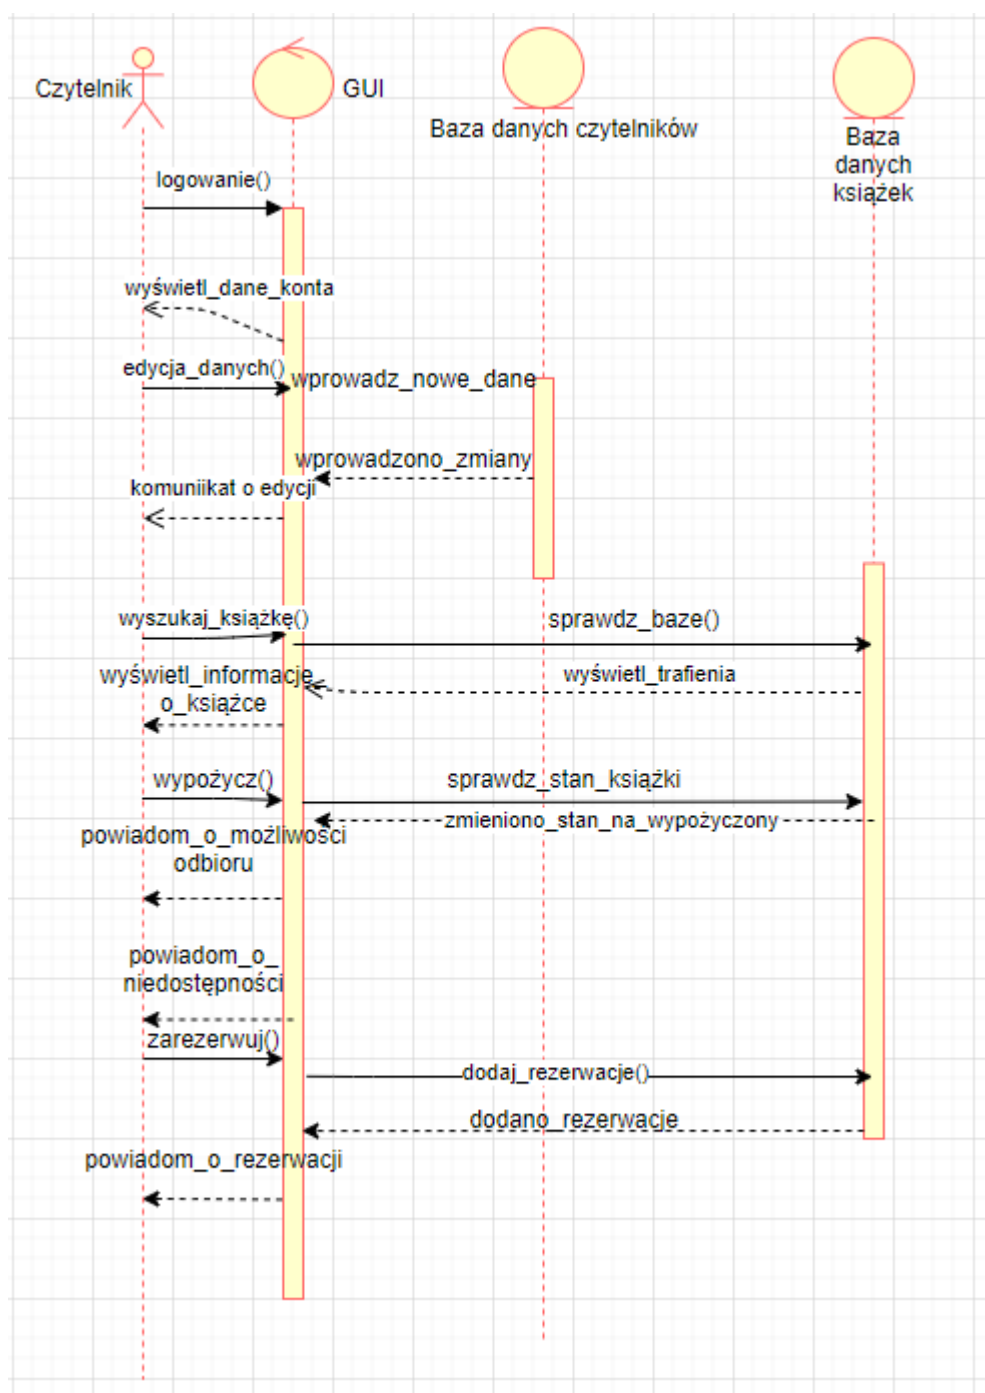 Czytelnik
GUI
Baza danych czytelników
Baza
danych
książek
logowanie()
wyświetl_dane_konta
edycja_danych()
wprowadz_nowe_dane
wprowadzono_zmiany
komuniikat o edycji
wyszukaj_książkę()
sprawdz_baze()
wyświetl_informacje_
o_książce
wyświetl_trafienia
wypożycz()
sprawdz_stan_książki
zmieniono_stan_na_wypożyczony
powiadom_o_możliwości
odbioru
powiadom_o_
niedostępności
zarezerwuj()
dodaj_rezerwacje()
dodano_rezerwacje
powiadom_o_rezerwacji